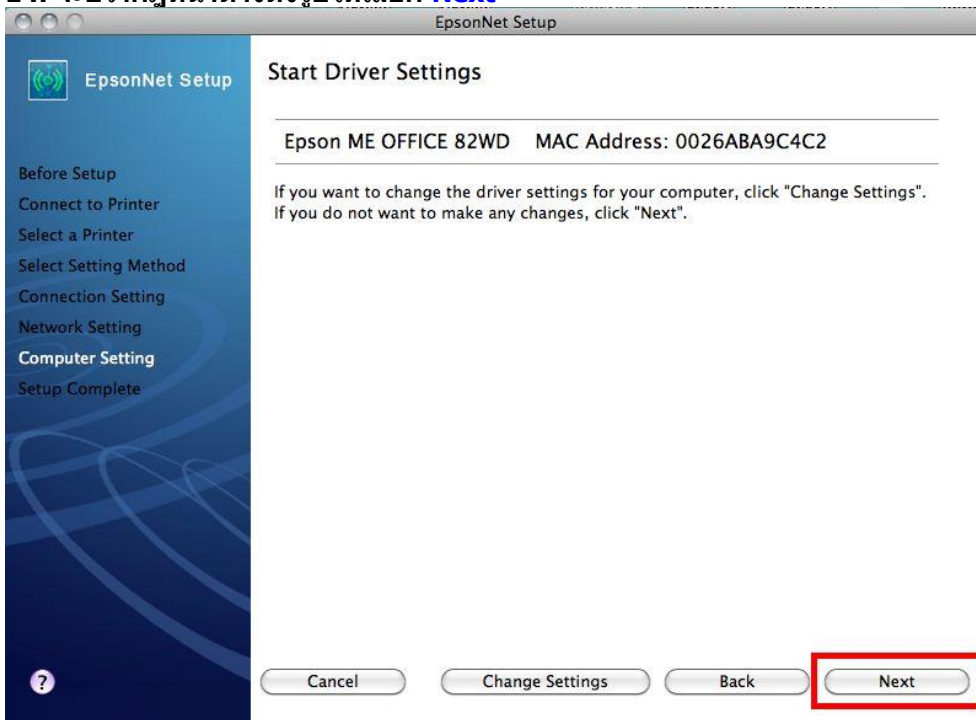 Next
EpsonNet Setup
EpsonNet Setup
Start Driver Settings
Epson ME OFFICE 82WD MAC Address: 0026ABA9C4C2
If you want to change the driver settings for your computer, click "Change Settings".
If you do not want to make any changes, click "Next".
Before Setup
Connect to Printer
Select a Printer
Select Setting Method
Connection Setting
Network Setting
Computer Setting
Setup Complete
?
Cancel
Change Settings
Back
Next